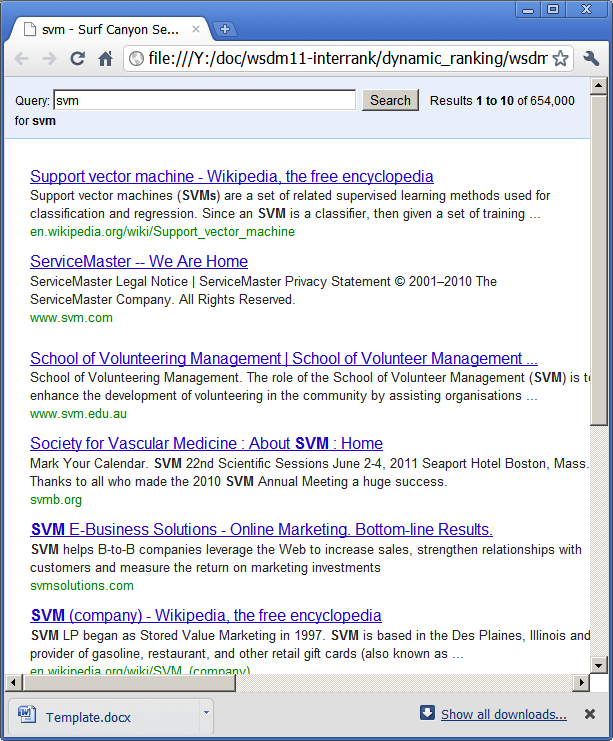 svm - Surf Canyon Se...
file:///Y:/doc/wsdm11-interrank/dynamic_ranking/wsdm
Query: svm Search Results 1 to 10 of 654,000
for svm
Support vector machine - Wikipedia, the free encyclopedia
Support vector machines (SVMs) are a set of related supervised learning methods used for
classification and regression. Since an SVM is a classifier, then given a set of training ...
en.wikipedia.org/wiki/Support_vector_machine
ServiceMaster -- We Are Home
ServiceMaster Legal Notice | ServiceMaster Privacy Statement © 2001–2010 The
ServiceMaster Company. All Rights Reserved.
www.svm.com
School of Volunteering Management | School of Volunteer Management ...
School of Volunteering Management. The role of the School of Volunteer Management (SVM) is to
enhance the development of volunteering in the community by assisting organisations ...
www.svm.edu.au
Society for Vascular Medicine : About SVM : Home
Mark Your Calendar. SVM 22nd Scientific Sessions June 2-4, 2011 Seaport Hotel Boston, Mass.
Thanks to all who made the 2010 SVM Annual Meeting a huge success.
svmb.org
SVM E-Business Solutions - Online Marketing. Bottom-line Results.
SVM helps B-to-B companies leverage the Web to increase sales, strengthen relationships with
customers and measure the return on marketing investments
svmsolutions.com
SVM (company) - Wikipedia, the free encyclopedia
SVM LP began as Stored Value Marketing in 1997. SVM is based in the Des Plaines, Illinois and
provider of gasoline, restaurant, and other retail gift cards (also known as ...
en.wikipedia.org/wiki/SVM_(company)
Template.docx Show all downloads...